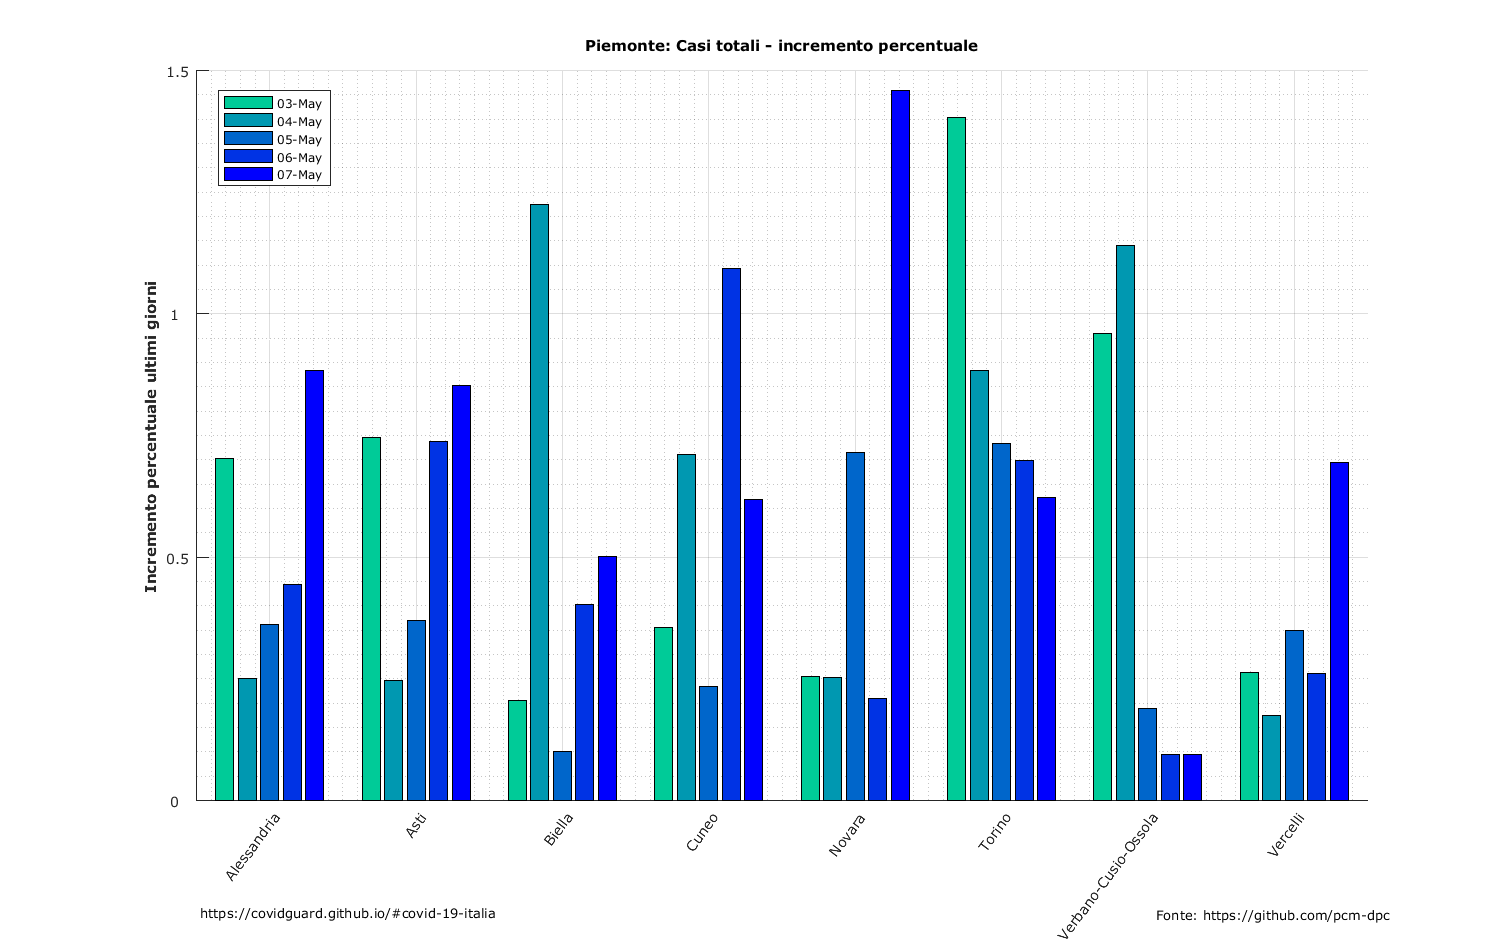 Piemonte: Casi totali - incremento percentuale
1.5
1
0.5
0
Incremento percentuale ultimi giorni
03-May
04-May
05-May
06-May
07-May
Alessandria
Asti
Biella
Cuneo
Novara
Torino
Verbano-Cusio-Ossola
Vercelli
https://covidguard.github.io/#covid-19-italia
Fonte: https://github.com/pcm-dpc